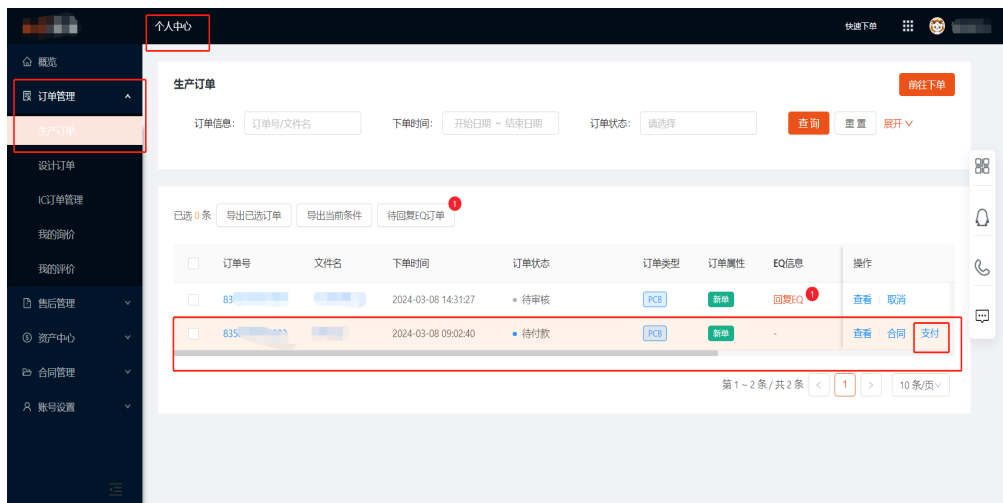 个人中心
快速下单
概览
订单管理
生产订单
设计订单
IC订单管理
我的询价
我的评价
售后管理
资产中心
合同管理
账号设置
生产订单
前往下单
订单信息： 订单号/文件名 下单时间： 开始日期 ~ 结束日期 订单状态： 请选择 查询 重置 展开
已选 0 条 导出已选订单 导出当前条件 待回复EQ订单 1
订单号 文件名 下单时间 订单状态 订单类型 订单属性 EQ信息 操作
83 2024-03-08 14:31:27 待审核 PCB 新单 回复EQ 1 查看 取消
835 2024-03-08 09:02:40 待付款 PCB 新单 - 查看 合同 支付
第 1 ~ 2 条 / 共 2 条 < 1 > 10 条/页